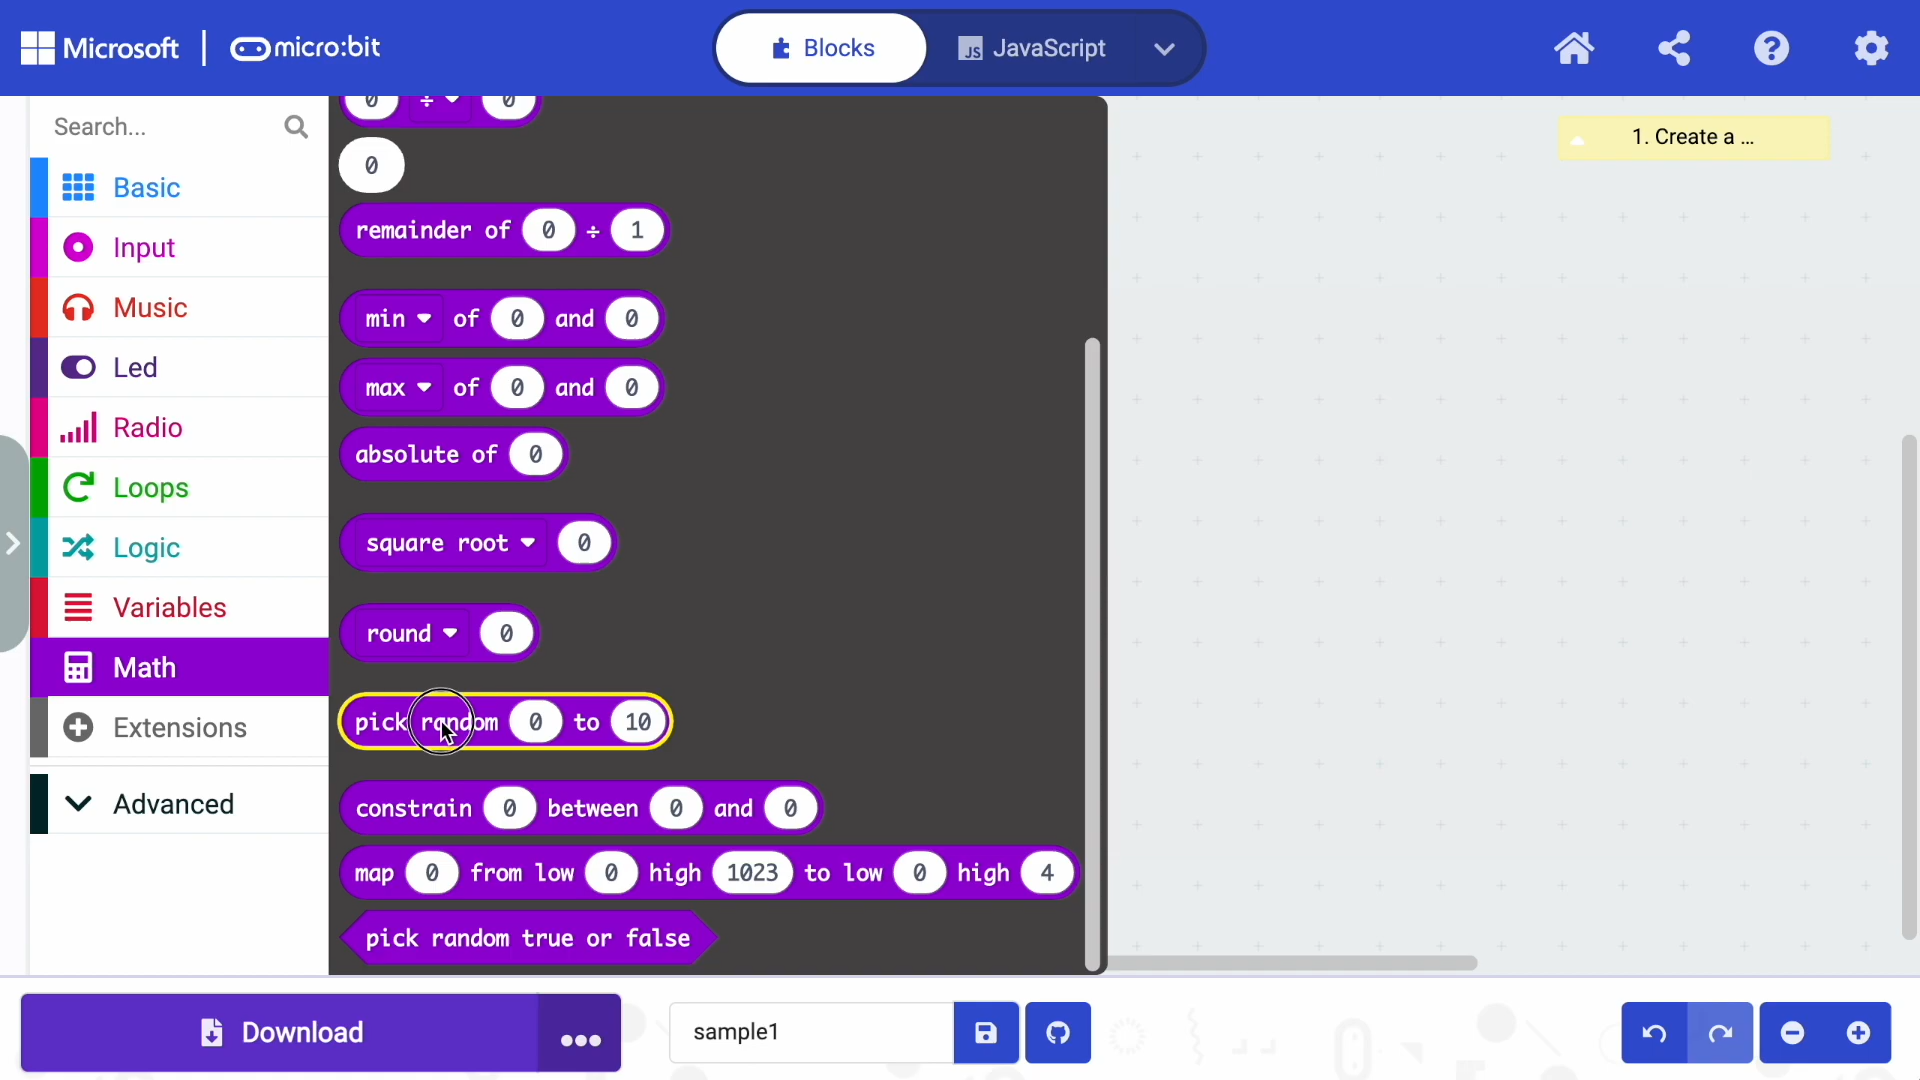 Microsoft | micro:bit
Blocks
JS JavaScript
Search...
Basic
Input
Music
Led
Radio
Loops
Logic
Variables
Math
Extensions
Advanced
0 ÷ 0
0
remainder of 0 ÷ 1
min of 0 and 0
max of 0 and 0
absolute of 0
square root 0
round 0
pick random 0 to 10
constrain 0 between 0 and 0
map 0 from low 0 high 1023 to low 0 high 4
pick random true or false
1. Create a ...
Download
sample1